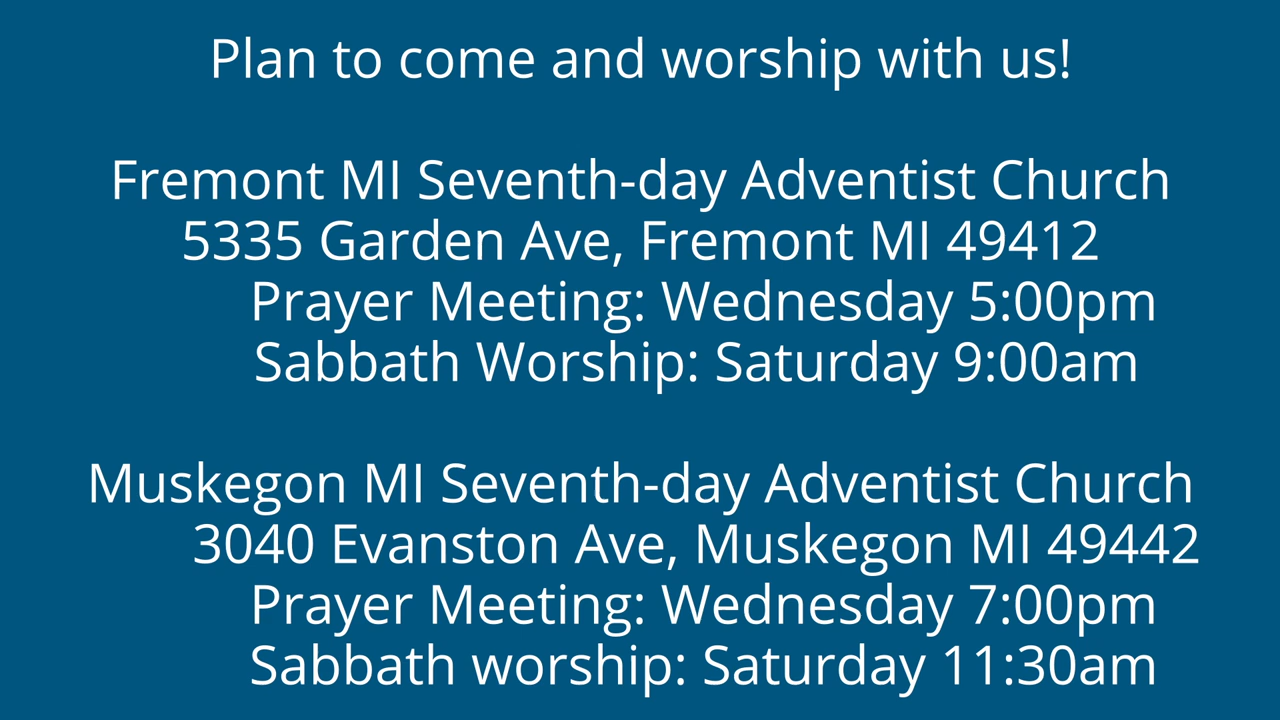 Plan to come and worship with us!
Fremont MI Seventh-day Adventist Church
5335 Garden Ave, Fremont MI 49412
Prayer Meeting: Wednesday 5:00pm
Sabbath Worship: Saturday 9:00am
Muskegon MI Seventh-day Adventist Church
3040 Evanston Ave, Muskegon MI 49442
Prayer Meeting: Wednesday 7:00pm
Sabbath worship: Saturday 11:30am